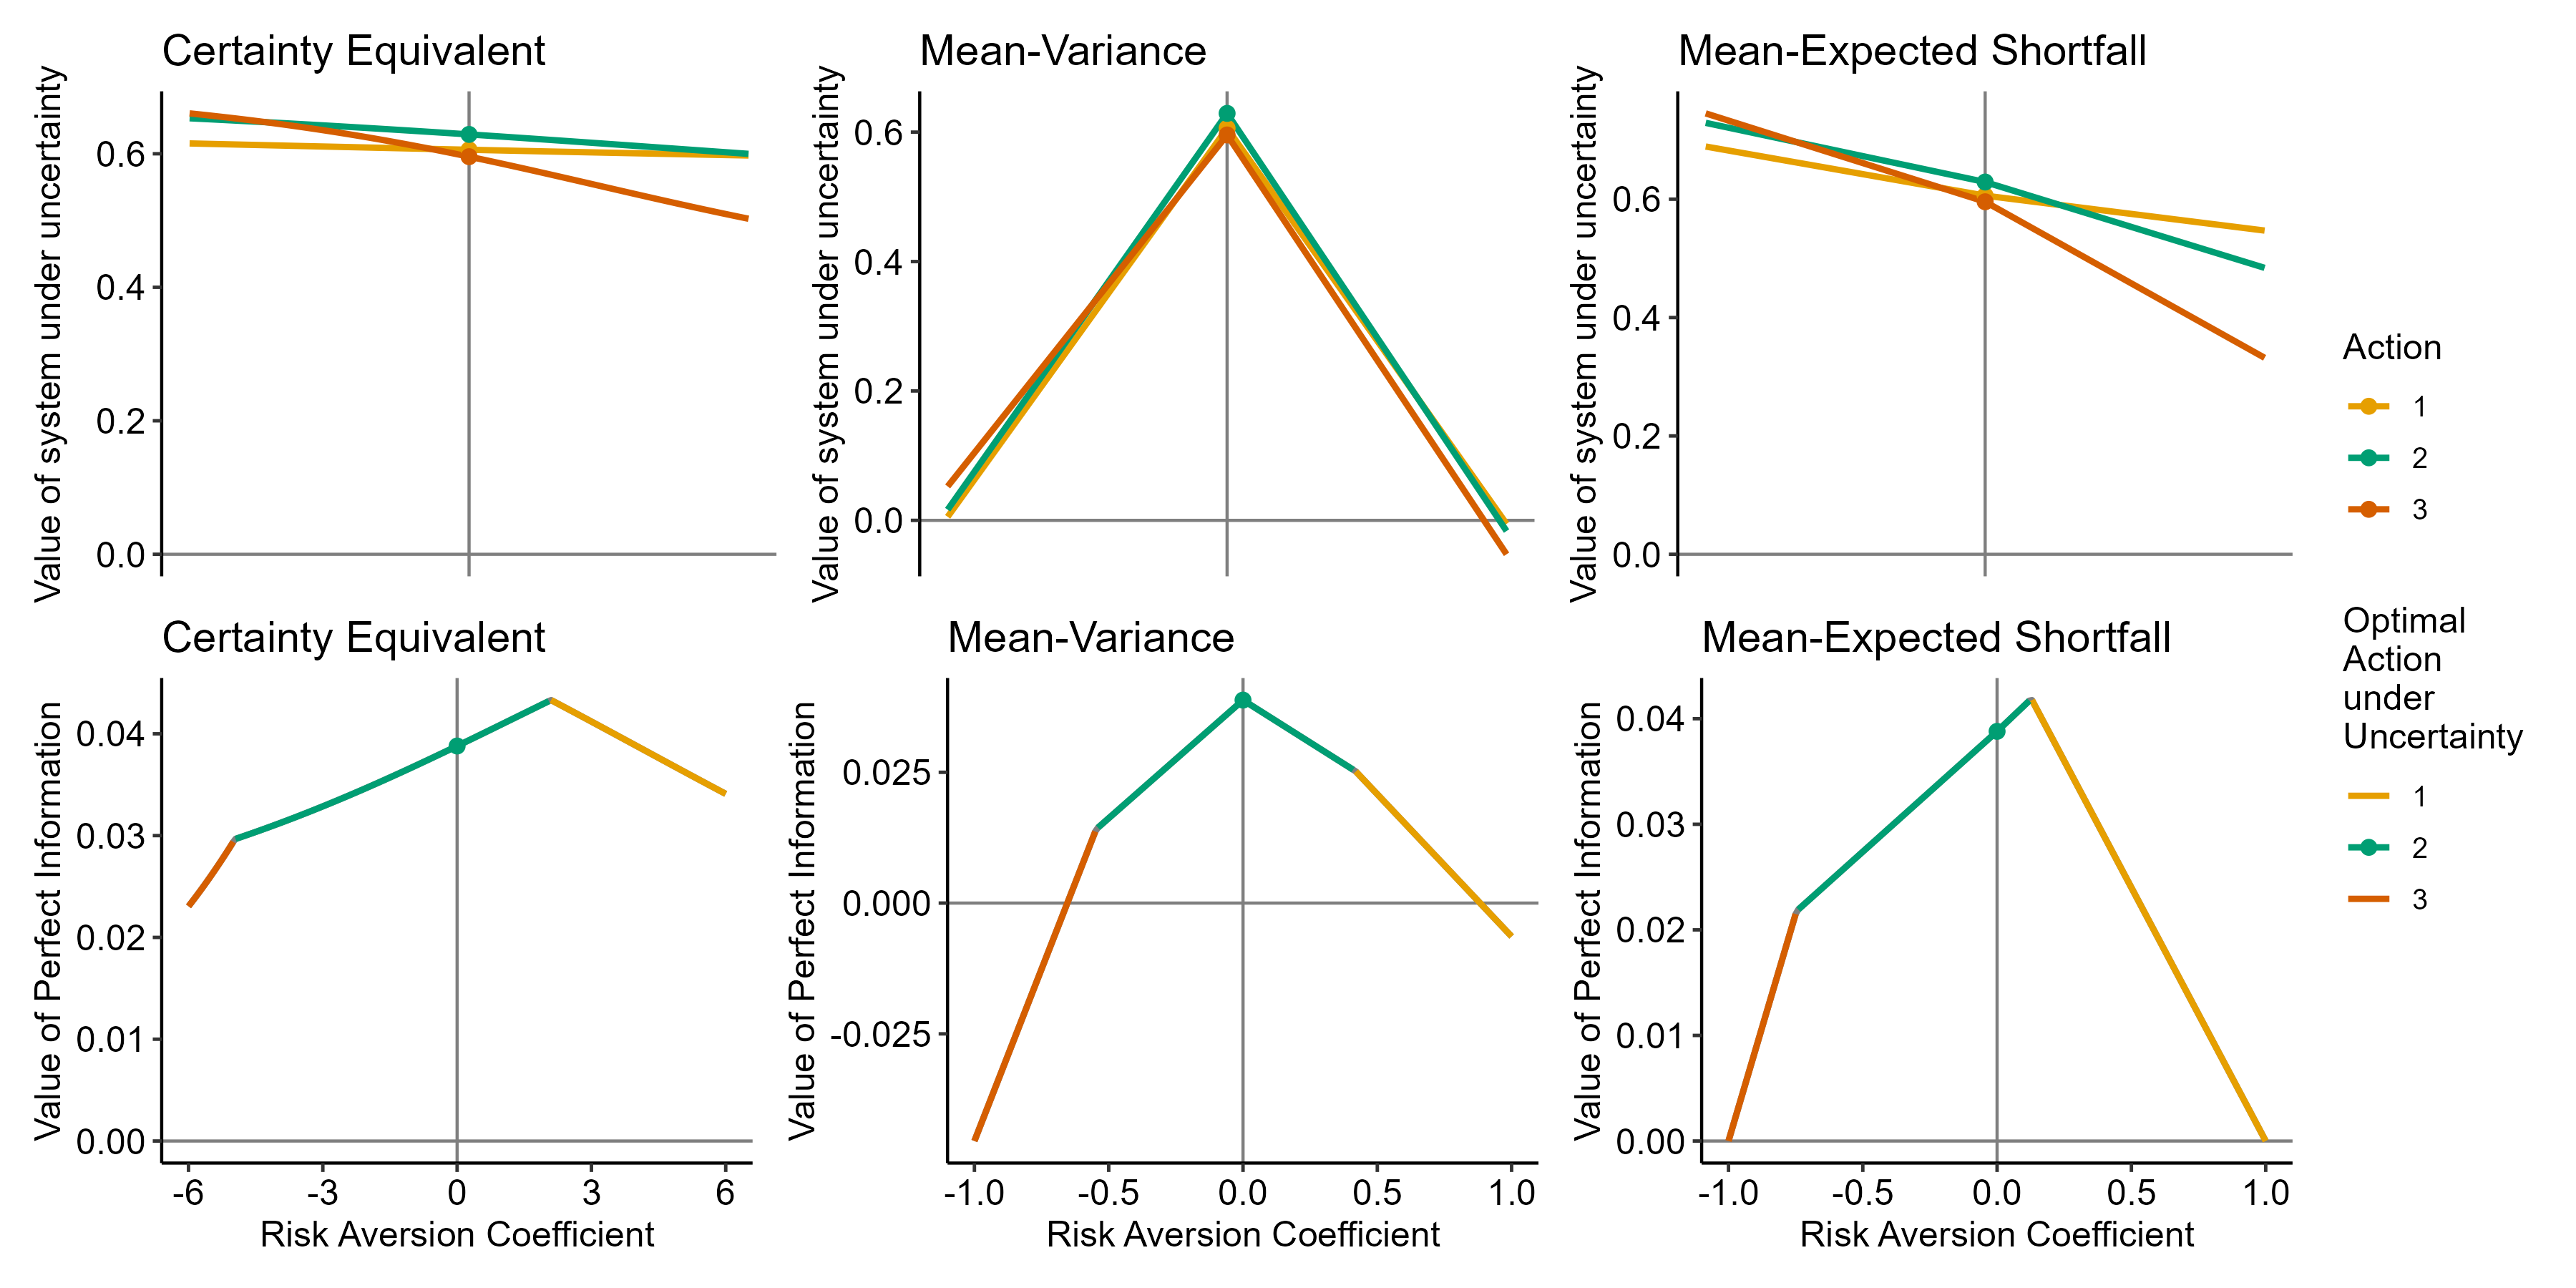 Certainty Equivalent
Mean-Variance
Mean-Expected Shortfall
Value of system under uncertainty
0.6
0.4
0.2
0.0
Value of system under uncertainty
0.6
0.4
0.2
0.0
Value of system under uncertainty
0.6
0.4
0.2
0.0
Action
1
2
3
Certainty Equivalent
Mean-Variance
Mean-Expected Shortfall
Value of Perfect Information
0.04
0.03
0.02
0.01
0.00
-6
-3
0
3
6
Risk Aversion Coefficient
Value of Perfect Information
0.025
0.000
-0.025
-1.0
-0.5
0.0
0.5
1.0
Risk Aversion Coefficient
Value of Perfect Information
0.04
0.03
0.02
0.01
0.00
-1.0
-0.5
0.0
0.5
1.0
Risk Aversion Coefficient
Optimal
Action
under
Uncertainty
1
2
3